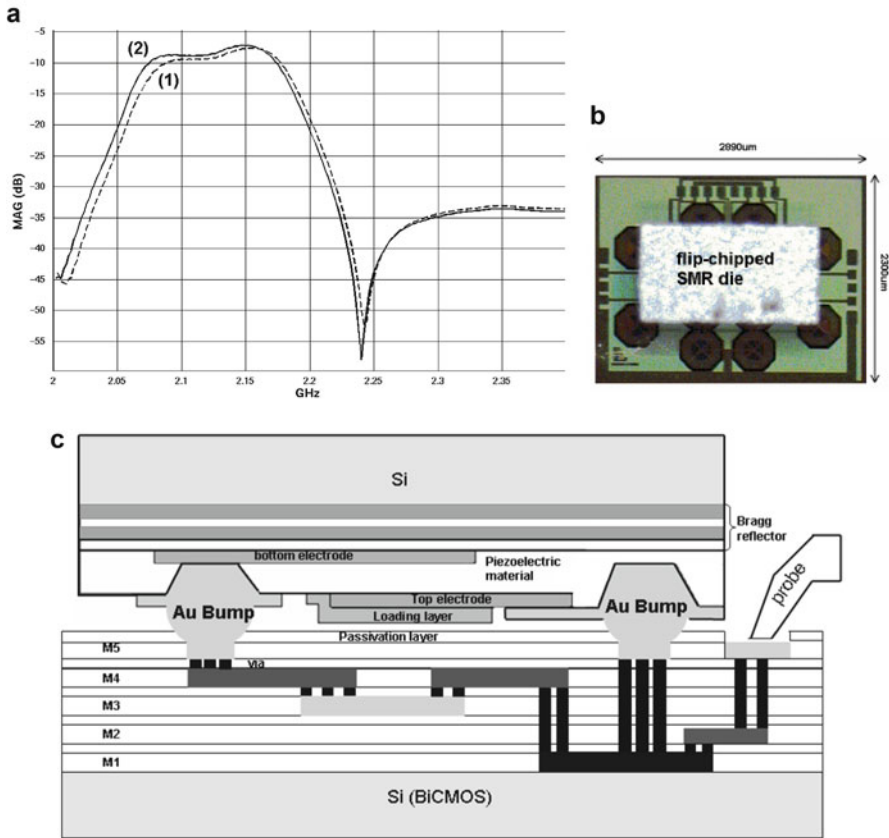 a
-5
-10
-15
-20
-25
-30
-35
-40
-45
-50
-55
MAG (dB)
(2)
(1)
2
2.05
2.1
2.15
2.2
2.25
2.3
2.35
GHz
b
2890um
2300um
flip-chipped
SMR die
c
Si
Bragg
reflector
bottom electrode
Piezoelectric
material
probe
Au Bump
Top electrode
Au Bump
Loading layer
Passivation layer
M5
via
M4
M3
M2
M1
Si (BiCMOS)